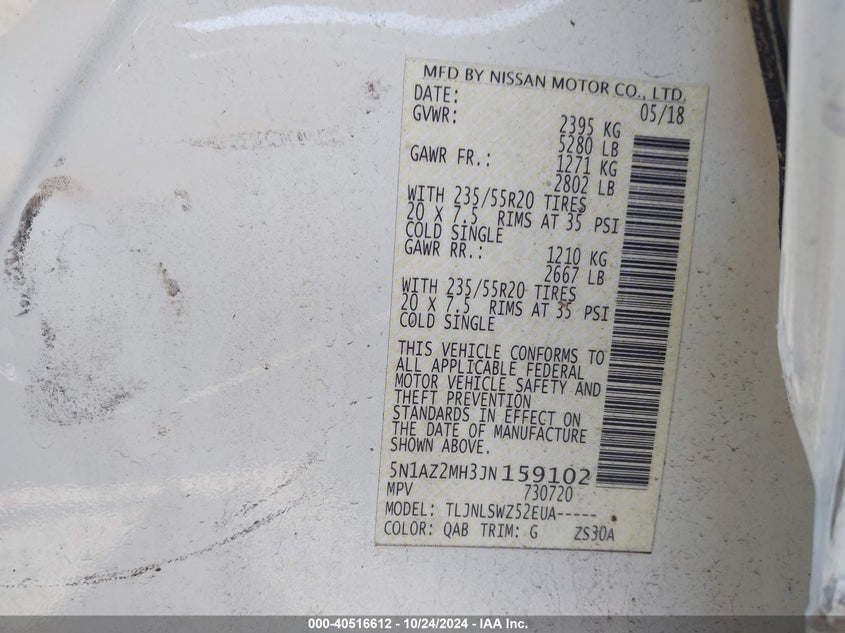 MFD BY NISSAN MOTOR CO., LTD.
DATE: 05/18
GVWR: 2395 KG
5280 LB
GAWR FR.: 1271 KG
2802 LB
WITH 235/55R20 TIRES
20 X 7.5 RIMS AT 35 PSI
COLD SINGLE
GAWR RR.: 1210 KG
2667 LB
WITH 235/55R20 TIRES
20 X 7.5 RIMS AT 35 PSI
COLD SINGLE
THIS VEHICLE CONFORMS TO
ALL APPLICABLE FEDERAL
MOTOR VEHICLE SAFETY AND
THEFT PREVENTION
STANDARDS IN EFFECT ON
THE DATE OF MANUFACTURE
SHOWN ABOVE.
5N1AZ2MH3JN159102
MPV 730720
MODEL: TLJNLSWZ52EUA-----
COLOR: QAB TRIM: G ZS30A
000-40516612 - 10/24/2024 - IAA Inc.